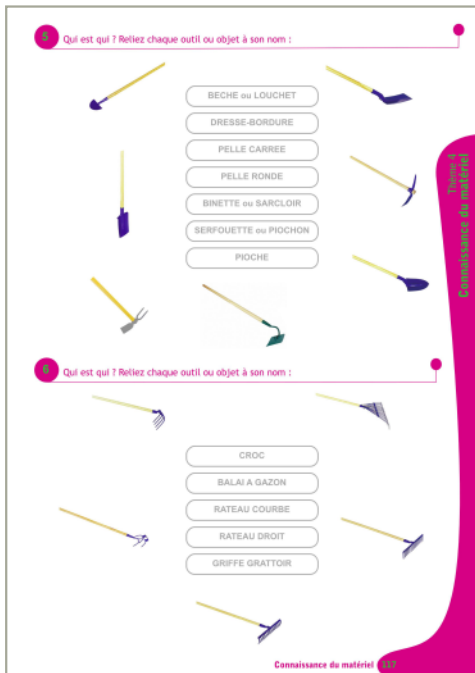 5 Qui est qui ? Reliez chaque outil ou objet à son nom :
BECHE ou LOUCHET
DRESSE-BORDURE
PELLE CARREE
PELLE RONDE
BINETTE ou SARCLOIR
SERFOUETTE ou PIOCHON
PIOCHE
Thème 4
Connaissance du matériel
6 Qui est qui ? Reliez chaque outil ou objet à son nom :
CROC
BALAI A GAZON
RATEAU COURBE
RATEAU DROIT
GRIFFE GRATTOIR
Connaissance du matériel 117